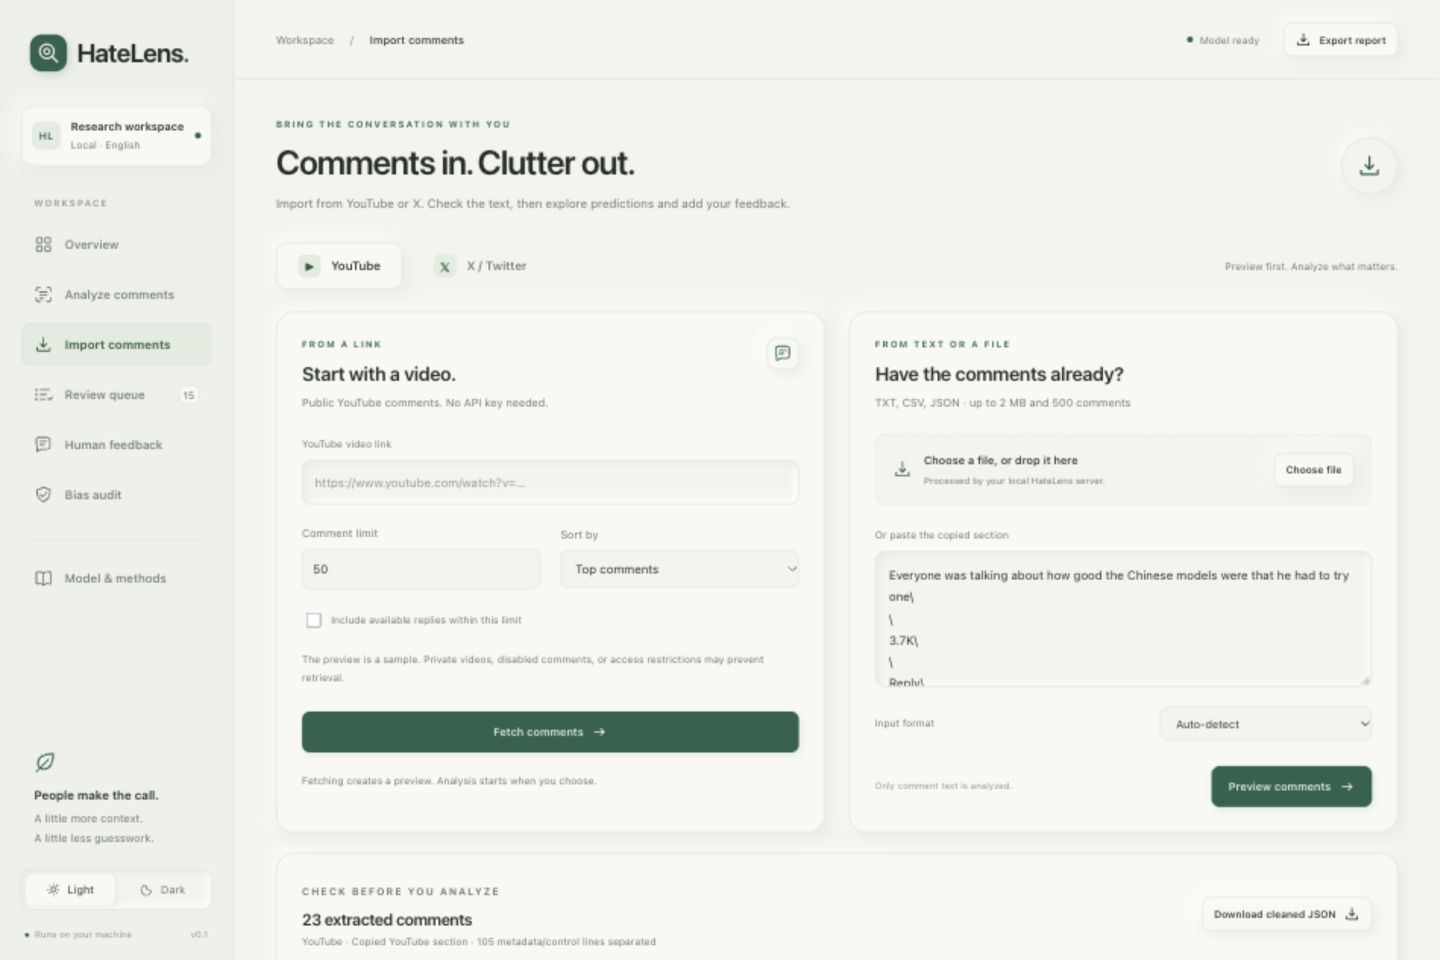 HateLens.
HL
Research workspace
Local · English
WORKSPACE
Overview
Analyze comments
Import comments
Review queue
15
Human feedback
Bias audit
Model & methods
People make the call.
A little more context.
A little less guesswork.
Light
Dark
Runs on your machine
v0.1
Workspace / Import comments
Model ready
Export report
BRING THE CONVERSATION WITH YOU
Comments in. Clutter out.
Import from YouTube or X. Check the text, then explore predictions and add your feedback.
YouTube
X / Twitter
Preview first. Analyze what matters.
FROM A LINK
Start with a video.
Public YouTube comments. No API key needed.
YouTube video link
https://www.youtube.com/watch?v=...
Comment limit
Sort by
50
Top comments
Include available replies within this limit
The preview is a sample. Private videos, disabled comments, or access restrictions may prevent
retrieval.
Fetch comments →
Fetching creates a preview. Analysis starts when you choose.
FROM TEXT OR A FILE
Have the comments already?
TXT, CSV, JSON · up to 2 MB and 500 comments
Choose a file, or drop it here
Processed by your local HateLens server.
Choose file
Or paste the copied section
Everyone was talking about how good the Chinese models were that he had to try
one\
\
3.7K\
\
Reply\
Input format
Auto-detect
Only comment text is analyzed.
Preview comments →
CHECK BEFORE YOU ANALYZE
23 extracted comments
YouTube · Copied YouTube section · 105 metadata/control lines separated
Download cleaned JSON